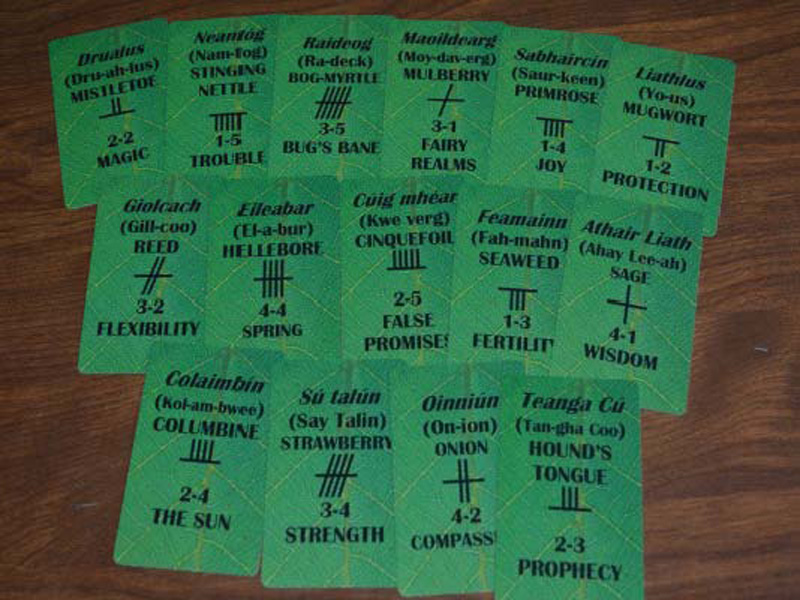 Drualus
(Dru-ah-lus)
MISTLETOE
2-2
MAGIC
Neantóg
(Nam-tog)
STINGING
NETTLE
1-5
TROUBLE
Raideog
(Ra-deck)
BOG-MYRTLE
3-5
BUG'S BANE
Maoildearg
(Moy-dav-erg)
MULBERRY
3-1
FAIRY
REALMS
Sabhaircín
(Saur-keen)
PRIMROSE
1-4
JOY
Liathlus
(Yo-us)
MUGWORT
1-2
PROTECTION
Giolcach
(Gill-coo)
REED
3-2
FLEXIBILITY
Eileabar
(El-a-bur)
HELLEBORE
4-4
SPRING
Cúig mhéar
(Kwe verg)
CINQUEFOIL
2-5
FALSE
PROMISES
Feamainn
(Fah-mahn)
SEAWEED
1-3
FERTILIT
Athair Liath
(Ahay Lee-ah)
SAGE
4-1
WISDOM
Colaimbín
(Kol-am-bwee)
COLUMBINE
2-4
THE SUN
Sú talún
(Say Talin)
STRAWBERRY
3-4
STRENGTH
Oinniún
(On-ion)
ONION
4-2
COMPASS
Teanga Cú
(Tan-gha Coo)
HOUND'S
TONGUE
2-3
PROPHECY